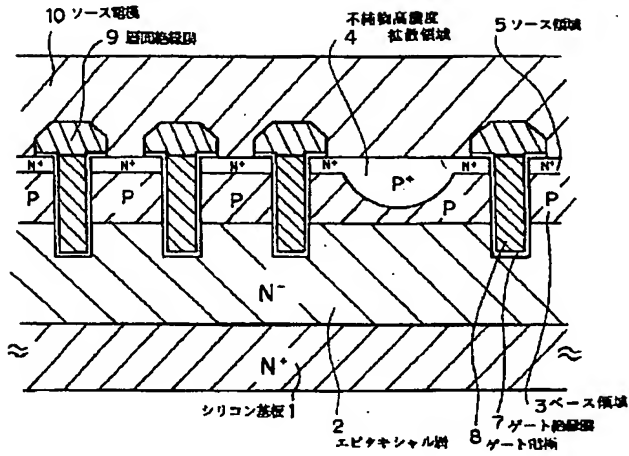 10 ソース電極
9 層間絶縁膜
不純物高濃度
4 拡散領域
5 ソース領域
N+ N+ N+ N+ N+ N+
P+
P P P P P
N-
N+
≈ ≈
シリコン基板 1
2
エピタキシャル層
3 ベース領域
7 ゲート絶縁膜
8 ゲート電極